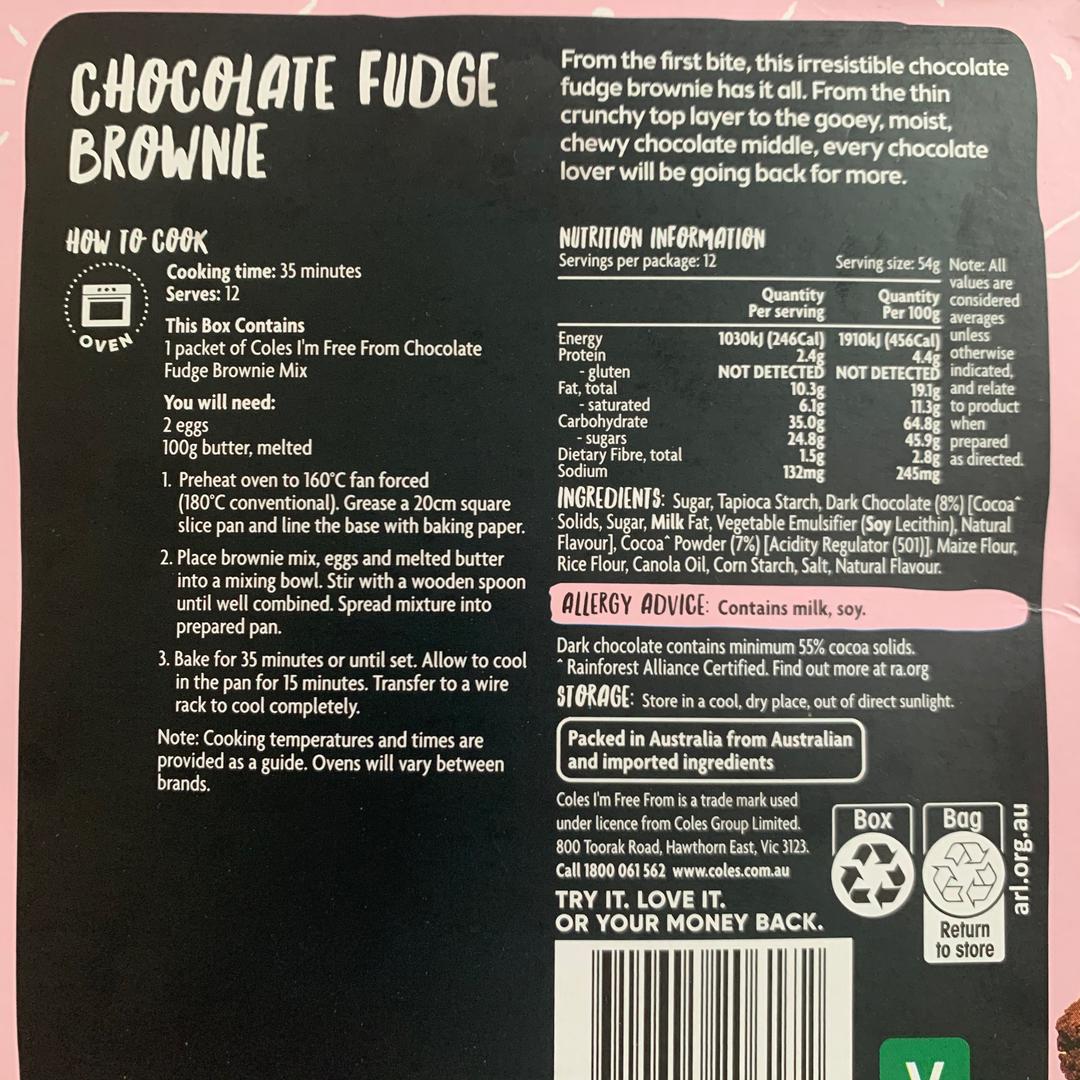 CHOCOLATE FUDGE
BROWNIE
From the first bite, this irresistible chocolate
fudge brownie has it all. From the thin
crunchy top layer to the gooey, moist,
chewy chocolate middle, every chocolate
lover will be going back for more.
HOW TO COOK
OVEN
Cooking time: 35 minutes
Serves: 12
This Box Contains
1 packet of Coles I'm Free From Chocolate
Fudge Brownie Mix
You will need:
2 eggs
100g butter, melted
1. Preheat oven to 160°C fan forced
(180°C conventional). Grease a 20cm square
slice pan and line the base with baking paper.
2. Place brownie mix, eggs and melted butter
into a mixing bowl. Stir with a wooden spoon
until well combined. Spread mixture into
prepared pan.
3. Bake for 35 minutes or until set. Allow to cool
in the pan for 15 minutes. Transfer to a wire
rack to cool completely.
Note: Cooking temperatures and times are
provided as a guide. Ovens will vary between
brands.
NUTRITION INFORMATION
Servings per package: 12 Serving size: 54g
Quantity Quantity
Per serving Per 100g
Energy 1030kJ (246Cal) 1910kJ (456Cal)
Protein 2.4g 4.4g
- gluten NOT DETECTED NOT DETECTED
Fat, total 10.3g 19.1g
- saturated 6.1g 11.3g
Carbohydrate 35.0g 64.8g
- sugars 24.8g 45.9g
Dietary Fibre, total 1.5g 2.8g
Sodium 132mg 245mg
Note: All
values are
considered
averages
unless
otherwise
indicated,
and relate
to product
when
prepared
as directed.
INGREDIENTS: Sugar, Tapioca Starch, Dark Chocolate (8%) [Cocoa^
Solids, Sugar, Milk Fat, Vegetable Emulsifier (Soy Lecithin), Natural
Flavour], Cocoa^ Powder (7%) [Acidity Regulator (501)], Maize Flour,
Rice Flour, Canola Oil, Corn Starch, Salt, Natural Flavour.
ALLERGY ADVICE: Contains milk, soy.
Dark chocolate contains minimum 55% cocoa solids.
^ Rainforest Alliance Certified. Find out more at ra.org
STORAGE: Store in a cool, dry place, out of direct sunlight.
Packed in Australia from Australian
and imported ingredients
Coles I'm Free From is a trade mark used
under licence from Coles Group Limited.
800 Toorak Road, Hawthorn East, Vic 3123.
Call 1800 061 562 www.coles.com.au
TRY IT. LOVE IT.
OR YOUR MONEY BACK.
Box
Bag
Return
to store
arl.org.au
V